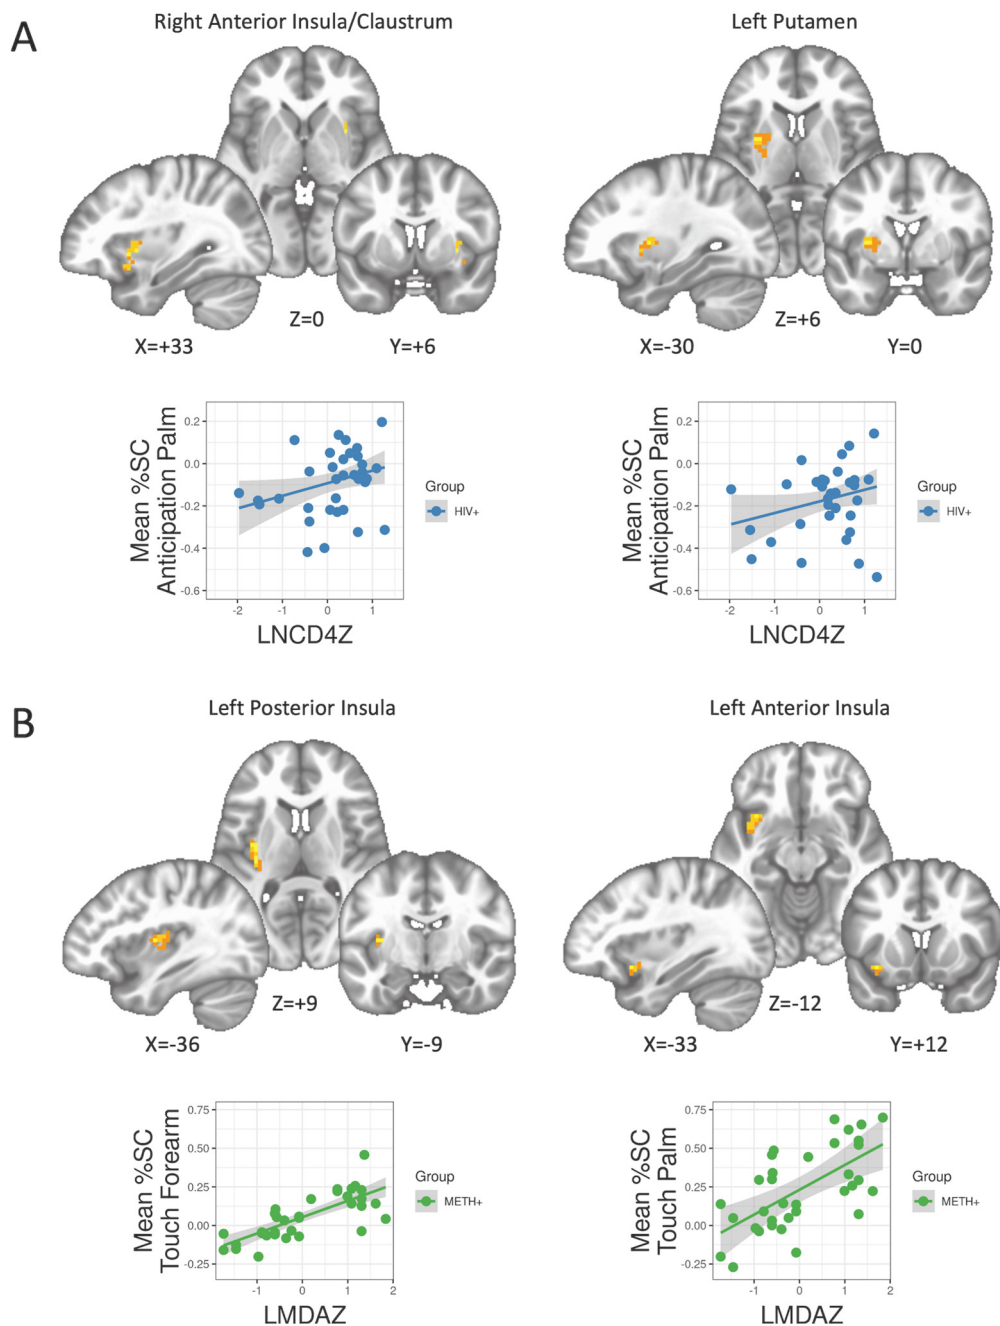 A
Right Anterior Insula/Claustrum
Left Putamen
Z=0
X=+33
Y=+6
Z=+6
X=-30
Y=0
Mean %SC
Anticipation Palm
0.2
0.0
-0.2
-0.4
-0.6
-2 -1 0 1
LNCD4Z
Group
HIV+
Mean %SC
Anticipation Palm
0.2
0.0
-0.2
-0.4
-0.6
-2 -1 0 1
LNCD4Z
Group
HIV+
B
Left Posterior Insula
Left Anterior Insula
Z=+9
X=-36
Y=-9
Z=-12
X=-33
Y=+12
Mean %SC
Touch Forearm
0.75
0.50
0.25
0.00
-0.25
-1 0 1 2
LMDAZ
Group
METH+
Mean %SC
Touch Palm
0.75
0.50
0.25
0.00
-0.25
-1 0 1 2
LMDAZ
Group
METH+